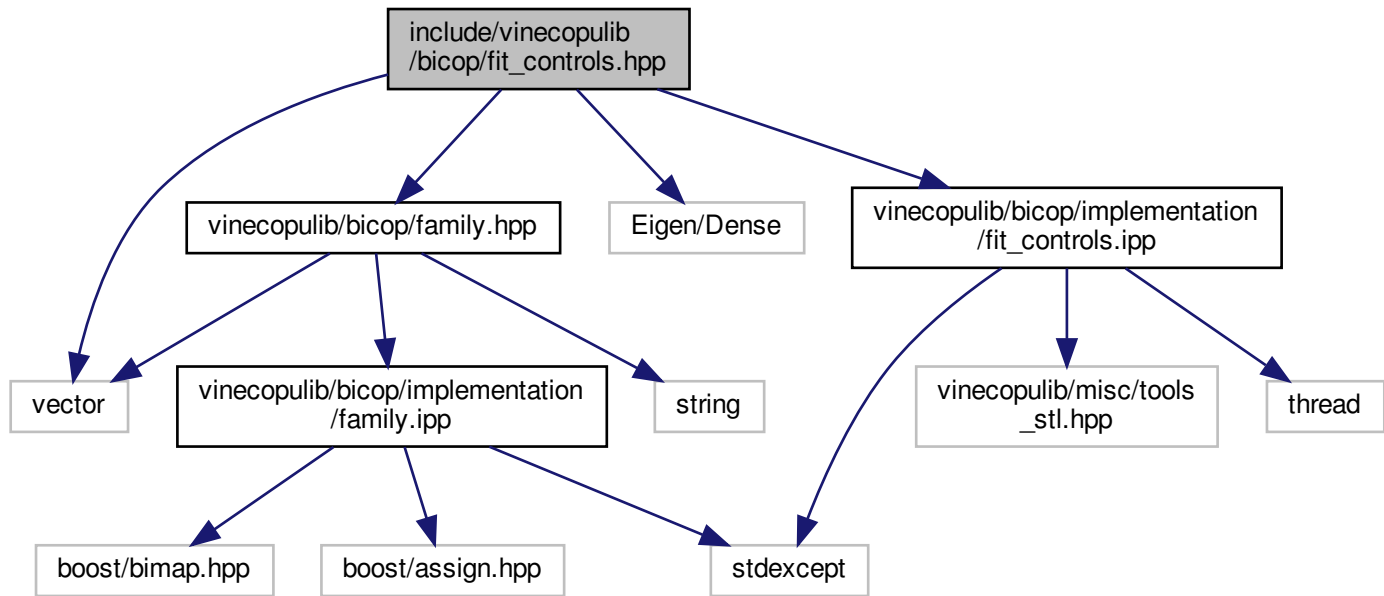 include/vinecopulib
/bicop/fit_controls.hpp
vinecopulib/bicop/family.hpp
Eigen/Dense
vinecopulib/bicop/implementation
/fit_controls.ipp
vector
vinecopulib/bicop/implementation
/family.ipp
string
vinecopulib/misc/tools
_stl.hpp
thread
boost/bimap.hpp
boost/assign.hpp
stdexcept